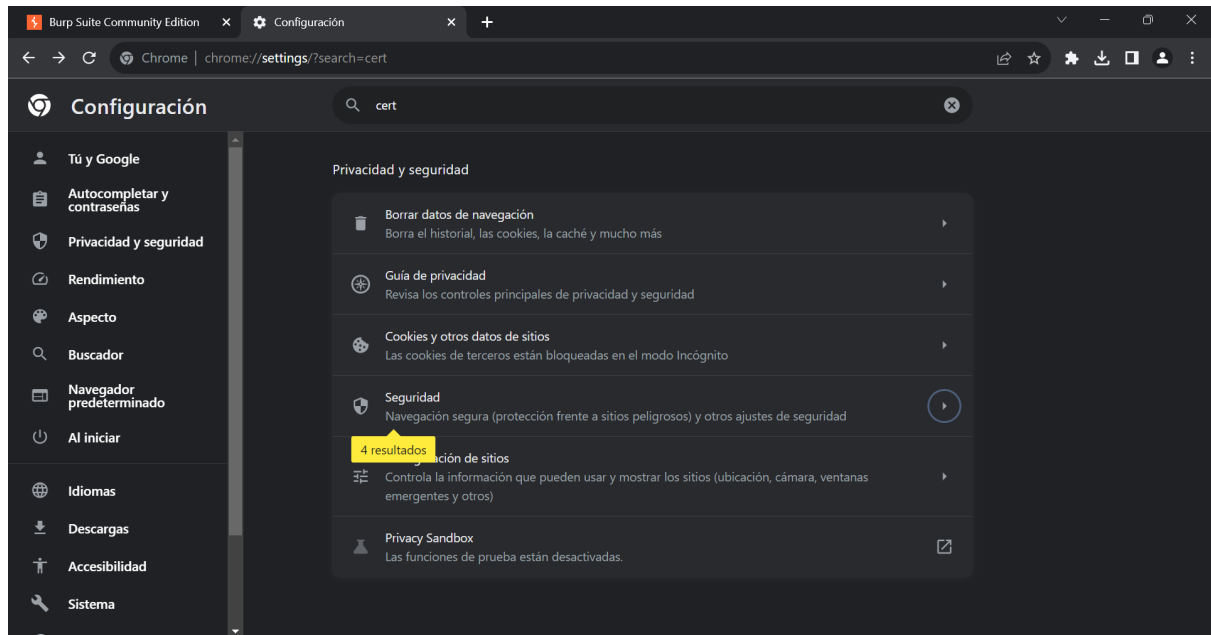 Burp Suite Community Edition
Configuración
Chrome | chrome://settings/?search=cert
Configuración
cert
Tú y Google
Autocompletar y
contraseñas
Privacidad y seguridad
Rendimiento
Aspecto
Buscador
Navegador
predeterminado
Al iniciar
Idiomas
Descargas
Accesibilidad
Sistema
Privacidad y seguridad
Borrar datos de navegación
Borra el historial, las cookies, la caché y mucho más
Guía de privacidad
Revisa los controles principales de privacidad y seguridad
Cookies y otros datos de sitios
Las cookies de terceros están bloqueadas en el modo Incógnito
Seguridad
Navegación segura (protección frente a sitios peligrosos) y otros ajustes de seguridad
4 resultados
ación de sitios
Controla la información que pueden usar y mostrar los sitios (ubicación, cámara, ventanas
emergentes y otros)
Privacy Sandbox
Las funciones de prueba están desactivadas.